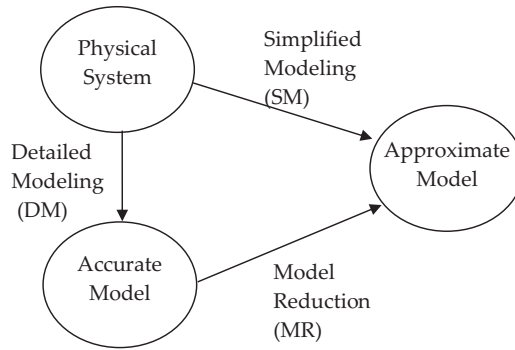 Physical
System
Simplified
Modeling
(SM)
Detailed
Modeling
(DM)
Approximate
Model
Accurate
Model
Model
Reduction
(MR)